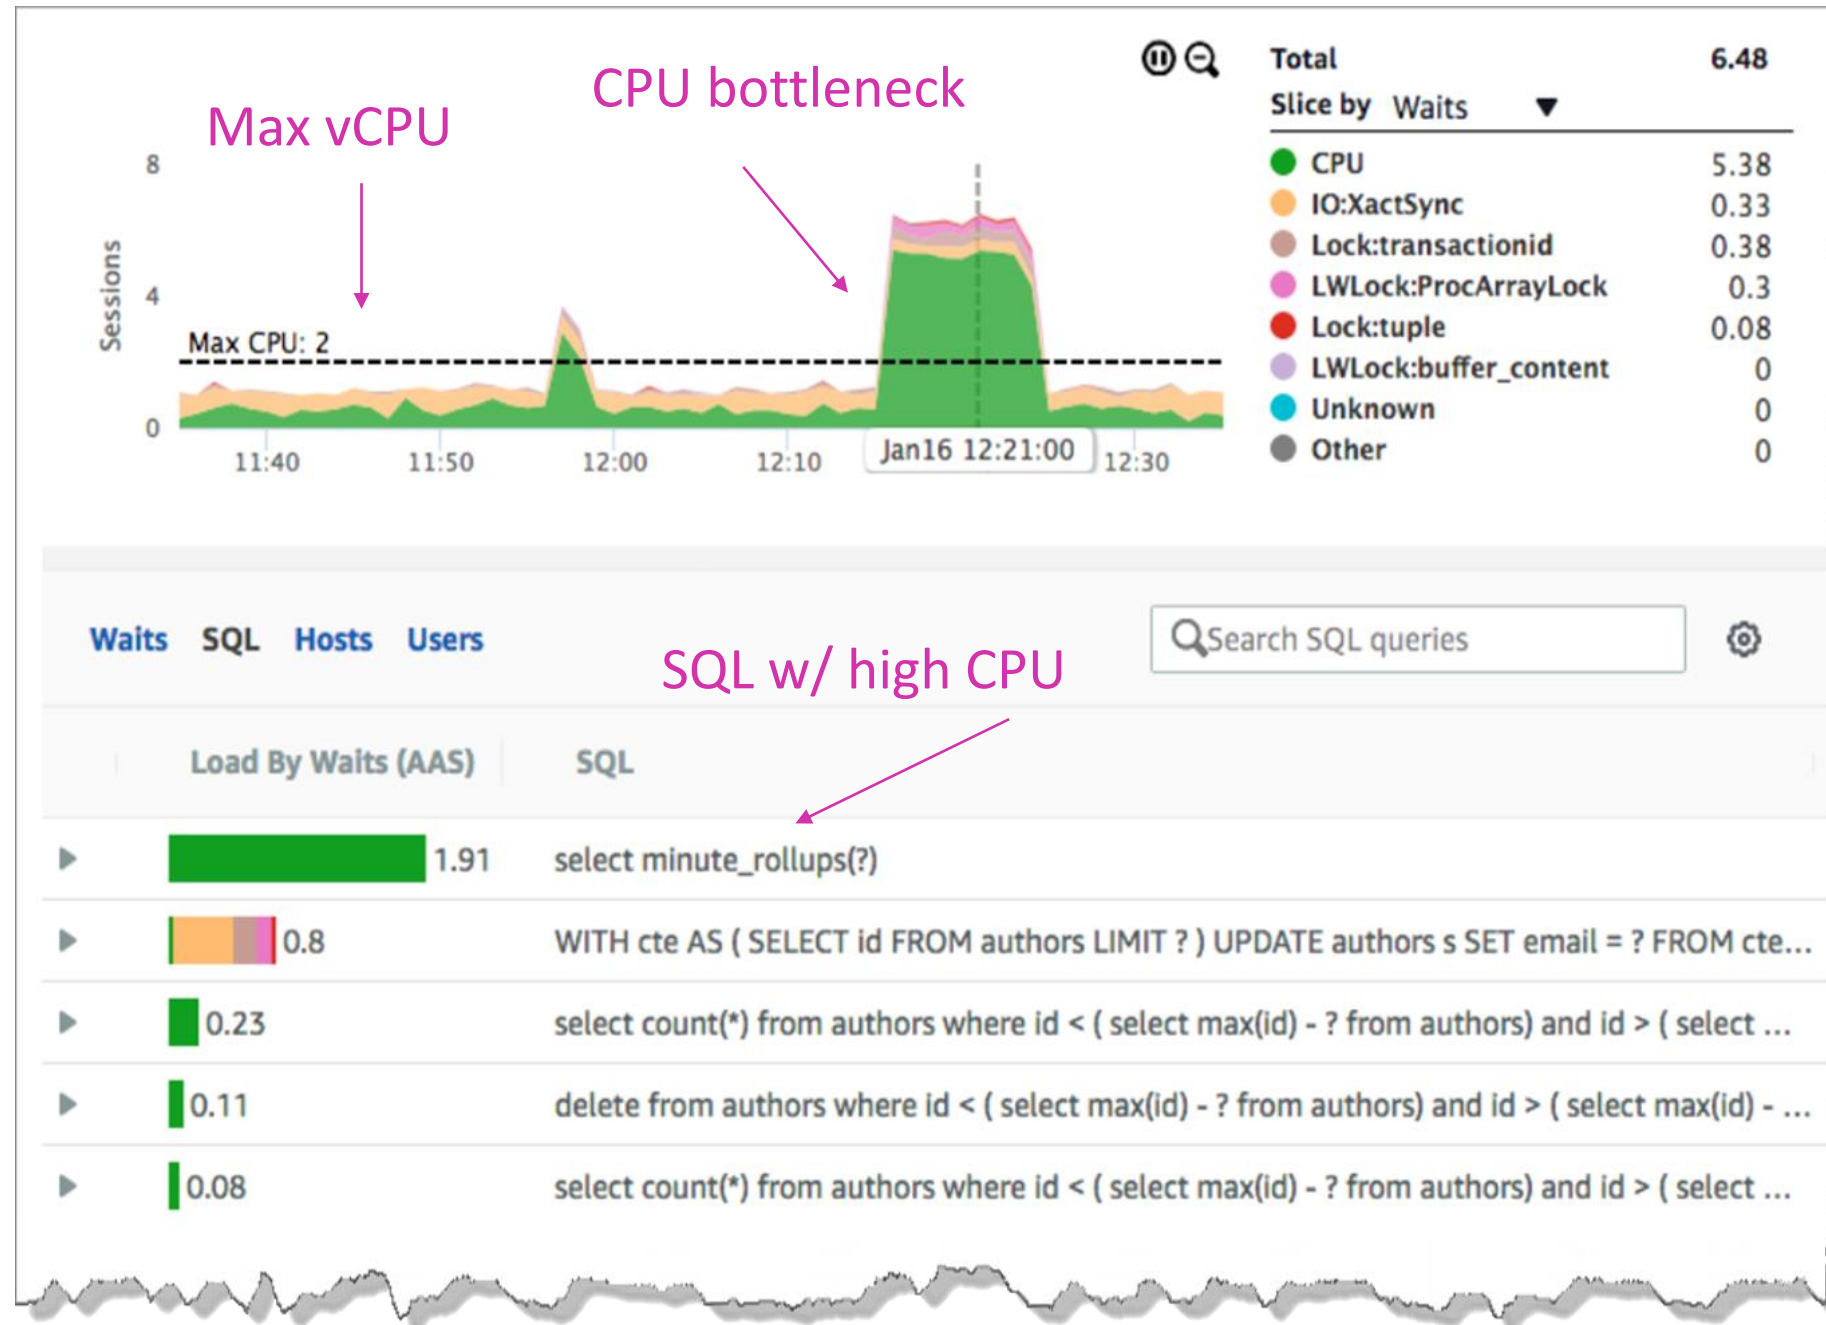 Max vCPU
CPU bottleneck
8
4
0
Sessions
Max CPU: 2
11:40
11:50
12:00
12:10
Jan16 12:21:00
12:30
Total 6.48
Slice by Waits
CPU 5.38
IO:XactSync 0.33
Lock:transactionid 0.38
LWLock:ProcArrayLock 0.3
Lock:tuple 0.08
LWLock:buffer_content 0
Unknown 0
Other 0
Waits SQL Hosts Users
Search SQL queries
SQL w/ high CPU
Load By Waits (AAS) SQL
1.91 select minute_rollups(?)
0.8 WITH cte AS ( SELECT id FROM authors LIMIT ? ) UPDATE authors s SET email = ? FROM cte...
0.23 select count(*) from authors where id < ( select max(id) - ? from authors) and id > ( select ...
0.11 delete from authors where id < ( select max(id) - ? from authors) and id > ( select max(id) - ...
0.08 select count(*) from authors where id < ( select max(id) - ? from authors) and id > ( select ...